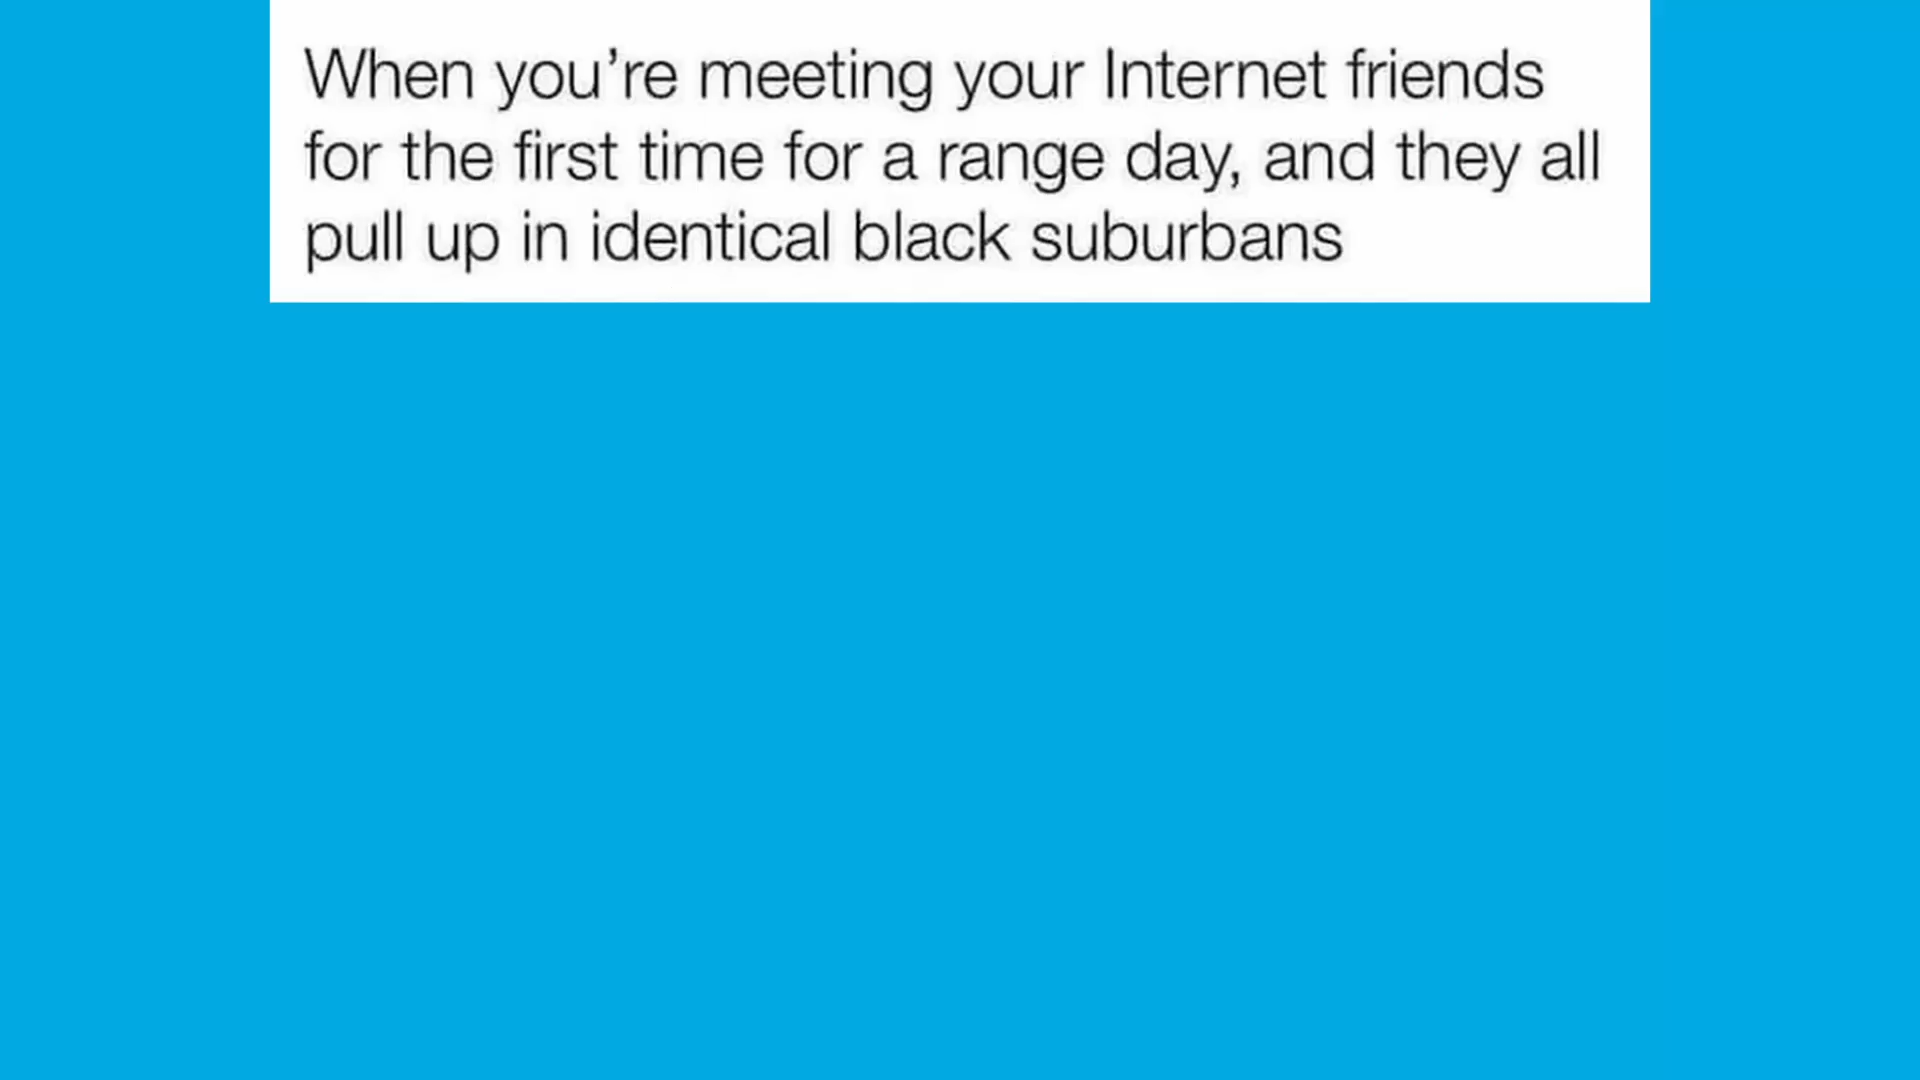 When you’re meeting your Internet friends
for the first time for a range day, and they all
pull up in identical black suburbans